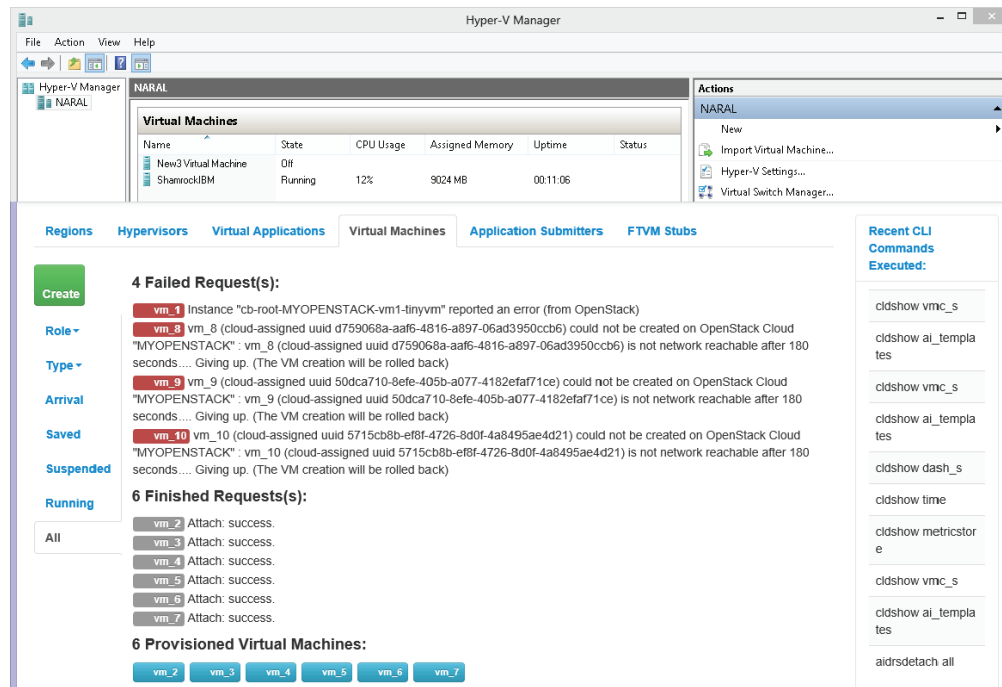 Hyper-V Manager
File Action View Help
Hyper-V Manager
NARAL
NARAL
Virtual Machines
Name State CPU Usage Assigned Memory Uptime Status
New3 Virtual Machine Off
ShamrockIBM Running 12% 9024 MB 00:11:06
Actions
NARAL
New
Import Virtual Machine...
Hyper-V Settings...
Virtual Switch Manager...
Regions Hypervisors Virtual Applications Virtual Machines Application Submitters FTVM Stubs
Create
Role
Type
Arrival
Saved
Suspended
Running
All
4 Failed Request(s):
vm_1 Instance "cb-root-MYOPENSTACK-vm1-tinyvm" reported an error (from OpenStack)
vm_8 vm_8 (cloud-assigned uuid d759068a-aaf6-4816-a897-06ad3950ccb6) could not be created on OpenStack Cloud
"MYOPENSTACK" : vm_8 (cloud-assigned uuid d759068a-aaf6-4816-a897-06ad3950ccb6) is not network reachable after 180
seconds.... Giving up. (The VM creation will be rolled back)
vm_9 vm_9 (cloud-assigned uuid 50dca710-8efe-405b-a077-4182efaf71ce) could not be created on OpenStack Cloud
"MYOPENSTACK" : vm_9 (cloud-assigned uuid 50dca710-8efe-405b-a077-4182efaf71ce) is not network reachable after 180
seconds.... Giving up. (The VM creation will be rolled back)
vm_10 vm_10 (cloud-assigned uuid 5715cb8b-ef8f-4726-8d0f-4a8495ae4d21) could not be created on OpenStack Cloud
"MYOPENSTACK" : vm_10 (cloud-assigned uuid 5715cb8b-ef8f-4726-8d0f-4a8495ae4d21) is not network reachable after 180
seconds.... Giving up. (The VM creation will be rolled back)
6 Finished Requests(s):
vm_2 Attach: success.
vm_3 Attach: success.
vm_4 Attach: success.
vm_5 Attach: success.
vm_6 Attach: success.
vm_7 Attach: success.
6 Provisioned Virtual Machines:
vm_2 vm_3 vm_4 vm_5 vm_6 vm_7
Recent CLI
Commands
Executed:
cldshow vmc_s
cldshow ai_templa
tes
cldshow vmc_s
cldshow ai_templa
tes
cldshow dash_s
cldshow time
cldshow metricstor
e
cldshow vmc_s
cldshow ai_templa
tes
aidrsdetach all